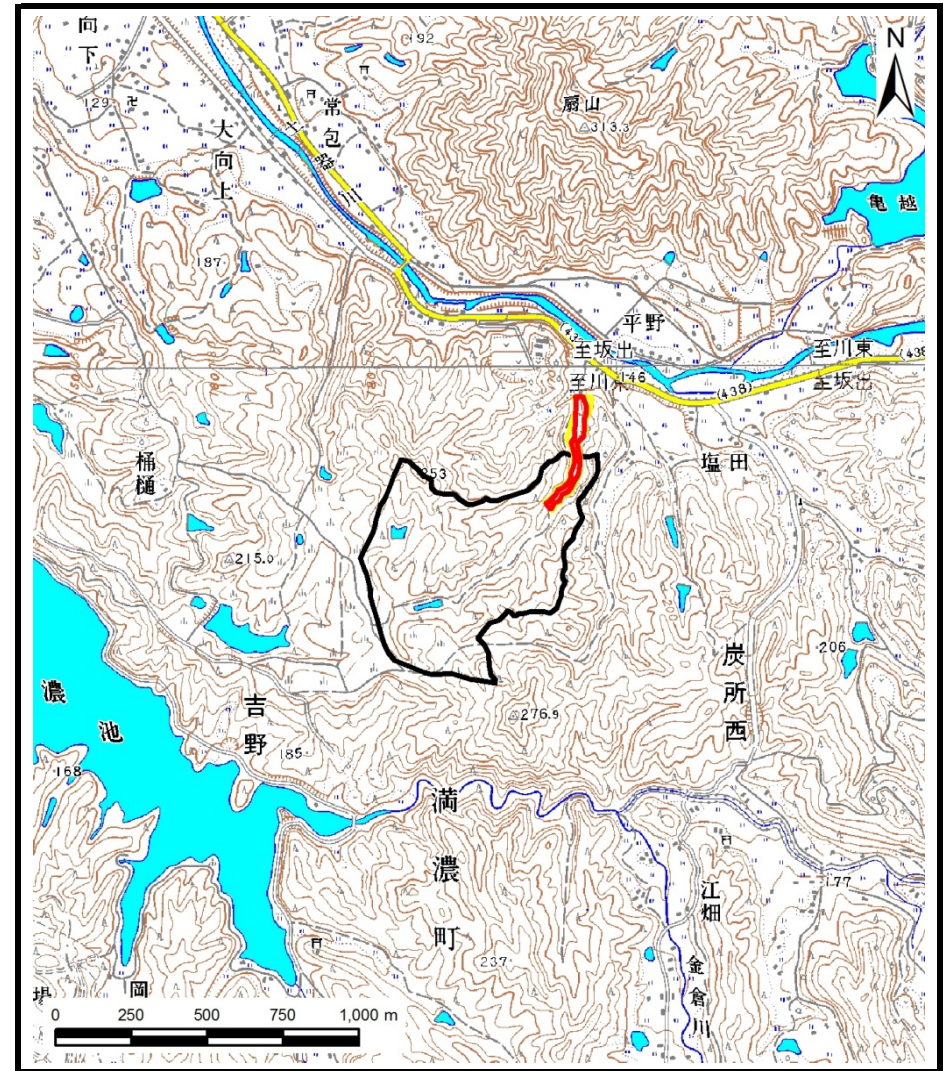 向下
192
N
扇山
313.3
129
常包
大向上
土器川
亀越
187
平野
至坂出
至川東
(438)
至坂出
146
(438)
桶樋
塩田
253
215.0
206
炭所西
濃池
吉野
276.9
185
168
満濃町
江畑
177
237
金倉川
岡
0 250 500 750 1,000 m